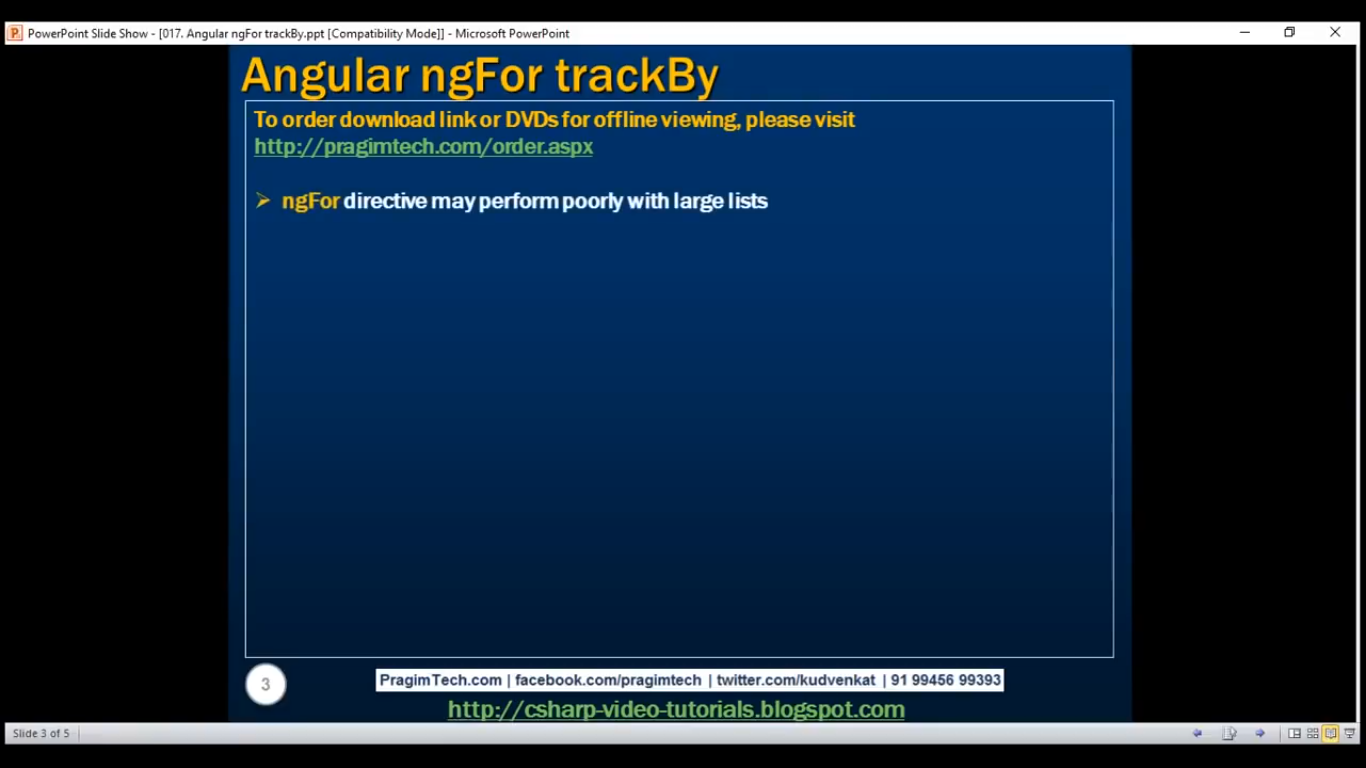 PowerPoint Slide Show - [017. Angular ngFor trackBy.ppt [Compatibility Mode]] - Microsoft PowerPoint
Angular ngFor trackBy
To order download link or DVDs for offline viewing, please visit
http://pragimtech.com/order.aspx
ngFor directive may perform poorly with large lists
3
PragimTech.com | facebook.com/pragimtech | twitter.com/kudvenkat | 91 99456 99393
http://csharp-video-tutorials.blogspot.com
Slide 3 of 5